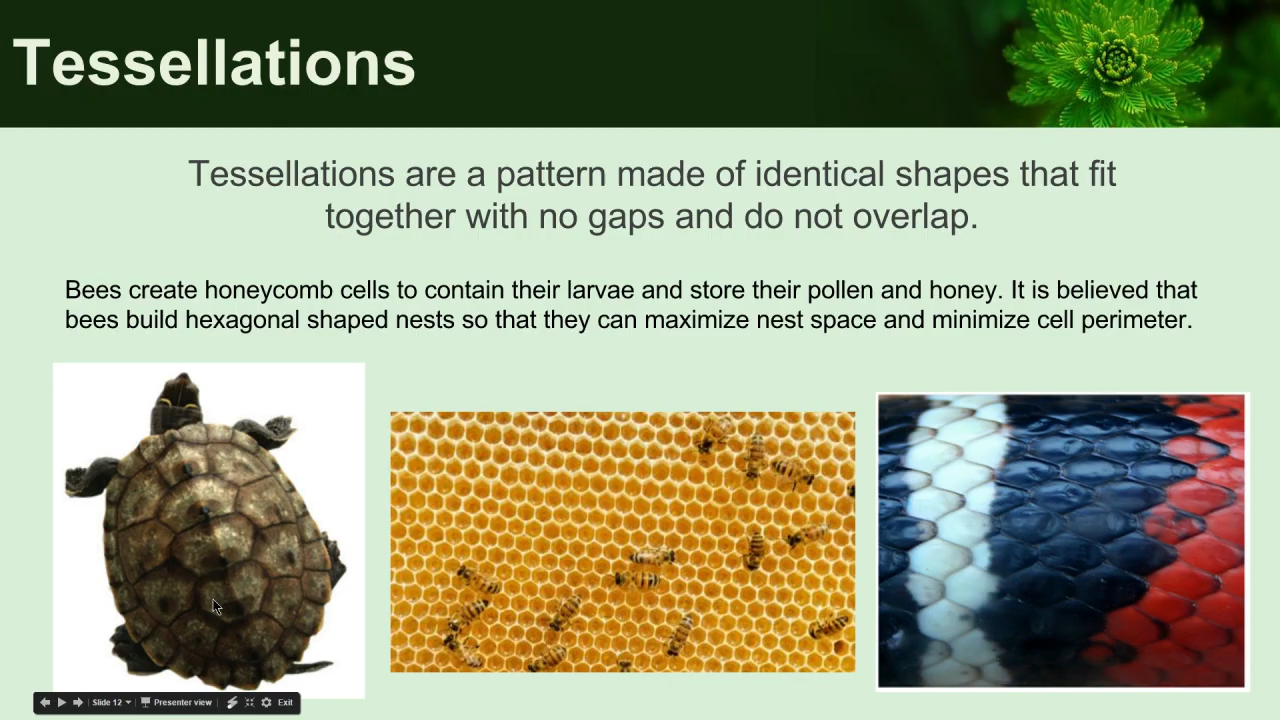 Tessellations
Tessellations are a pattern made of identical shapes that fit
together with no gaps and do not overlap.
Bees create honeycomb cells to contain their larvae and store their pollen and honey. It is believed that
bees build hexagonal shaped nests so that they can maximize nest space and minimize cell perimeter.
Slide 12 Presenter view Exit